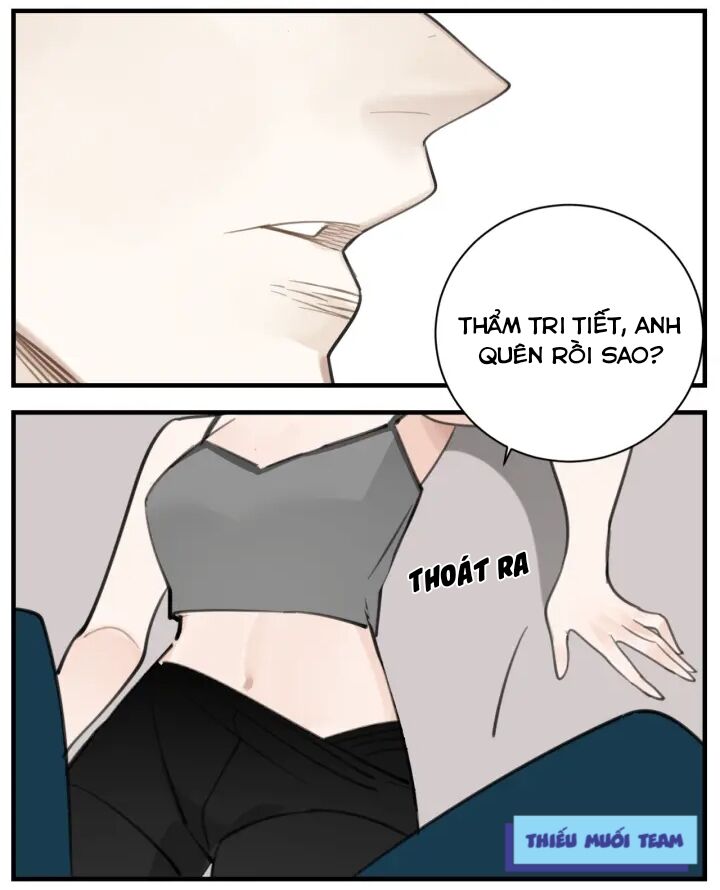 THẨM TRI TIẾT, ANH
QUÊN RỒI SAO?
THOÁT RA
THIẾU MUỐI TEAM